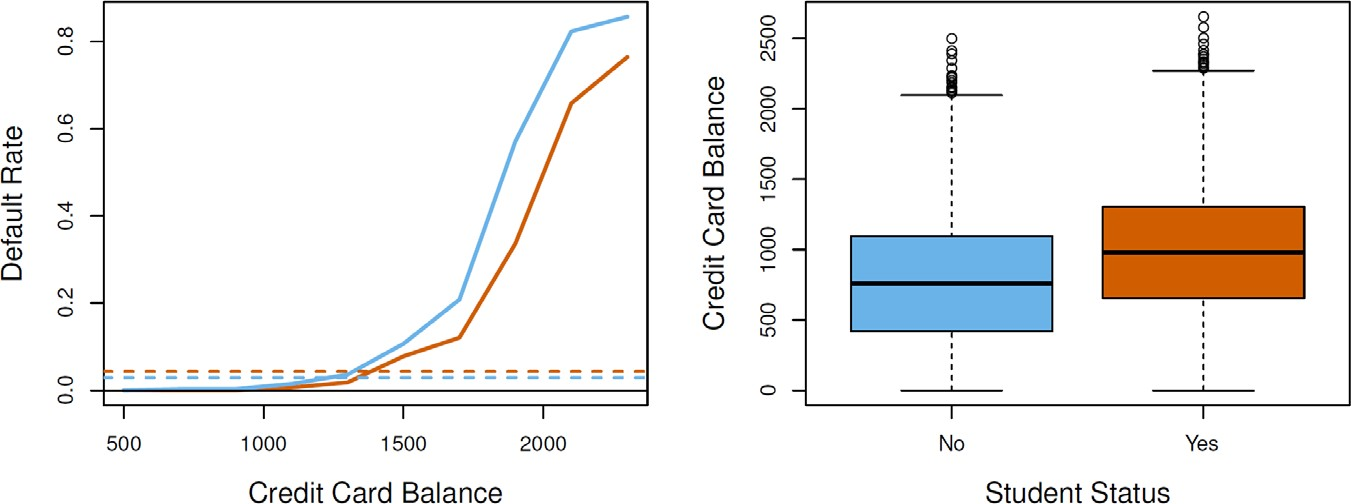 Default Rate
0.0
0.2
0.4
0.6
0.8
500
1000
1500
2000
Credit Card Balance
Credit Card Balance
0
500
1000
1500
2000
2500
No
Yes
Student Status